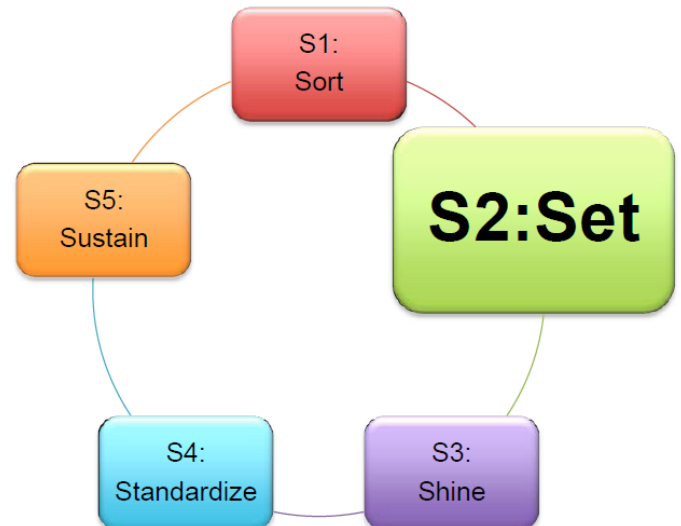 S1:
Sort
S2:Set
S3:
Shine
S4:
Standardize
S5:
Sustain